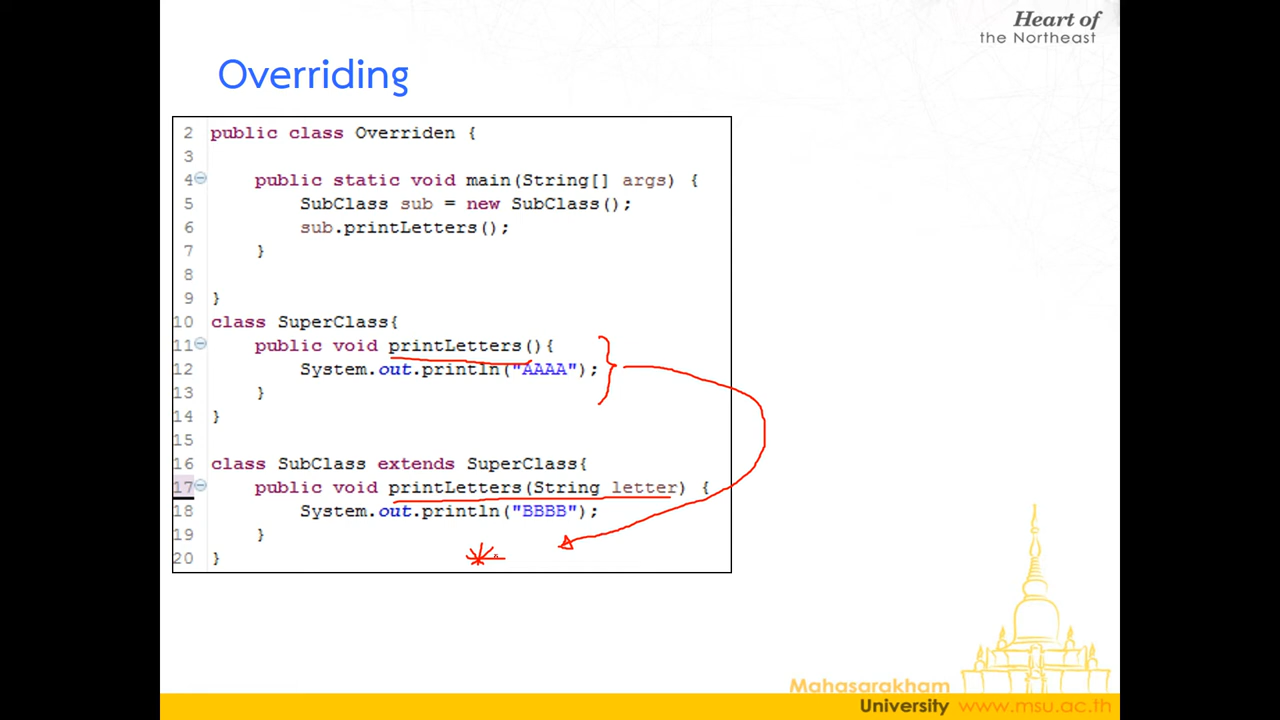 Heart of
the Northeast
Overriding
2 public class Overriden {
3
4 public static void main(String[] args) {
5 SubClass sub = new SubClass();
6 sub.printLetters();
7 }
8
9 }
10 class SuperClass{
11 public void printLetters(){
12 System.out.println("AAAA");
13 }
14 }
15
16 class SubClass extends SuperClass{
17 public void printLetters(String letter) {
18 System.out.println("BBBB");
19 }
20 }
Mahasarakham
University www.msu.ac.th